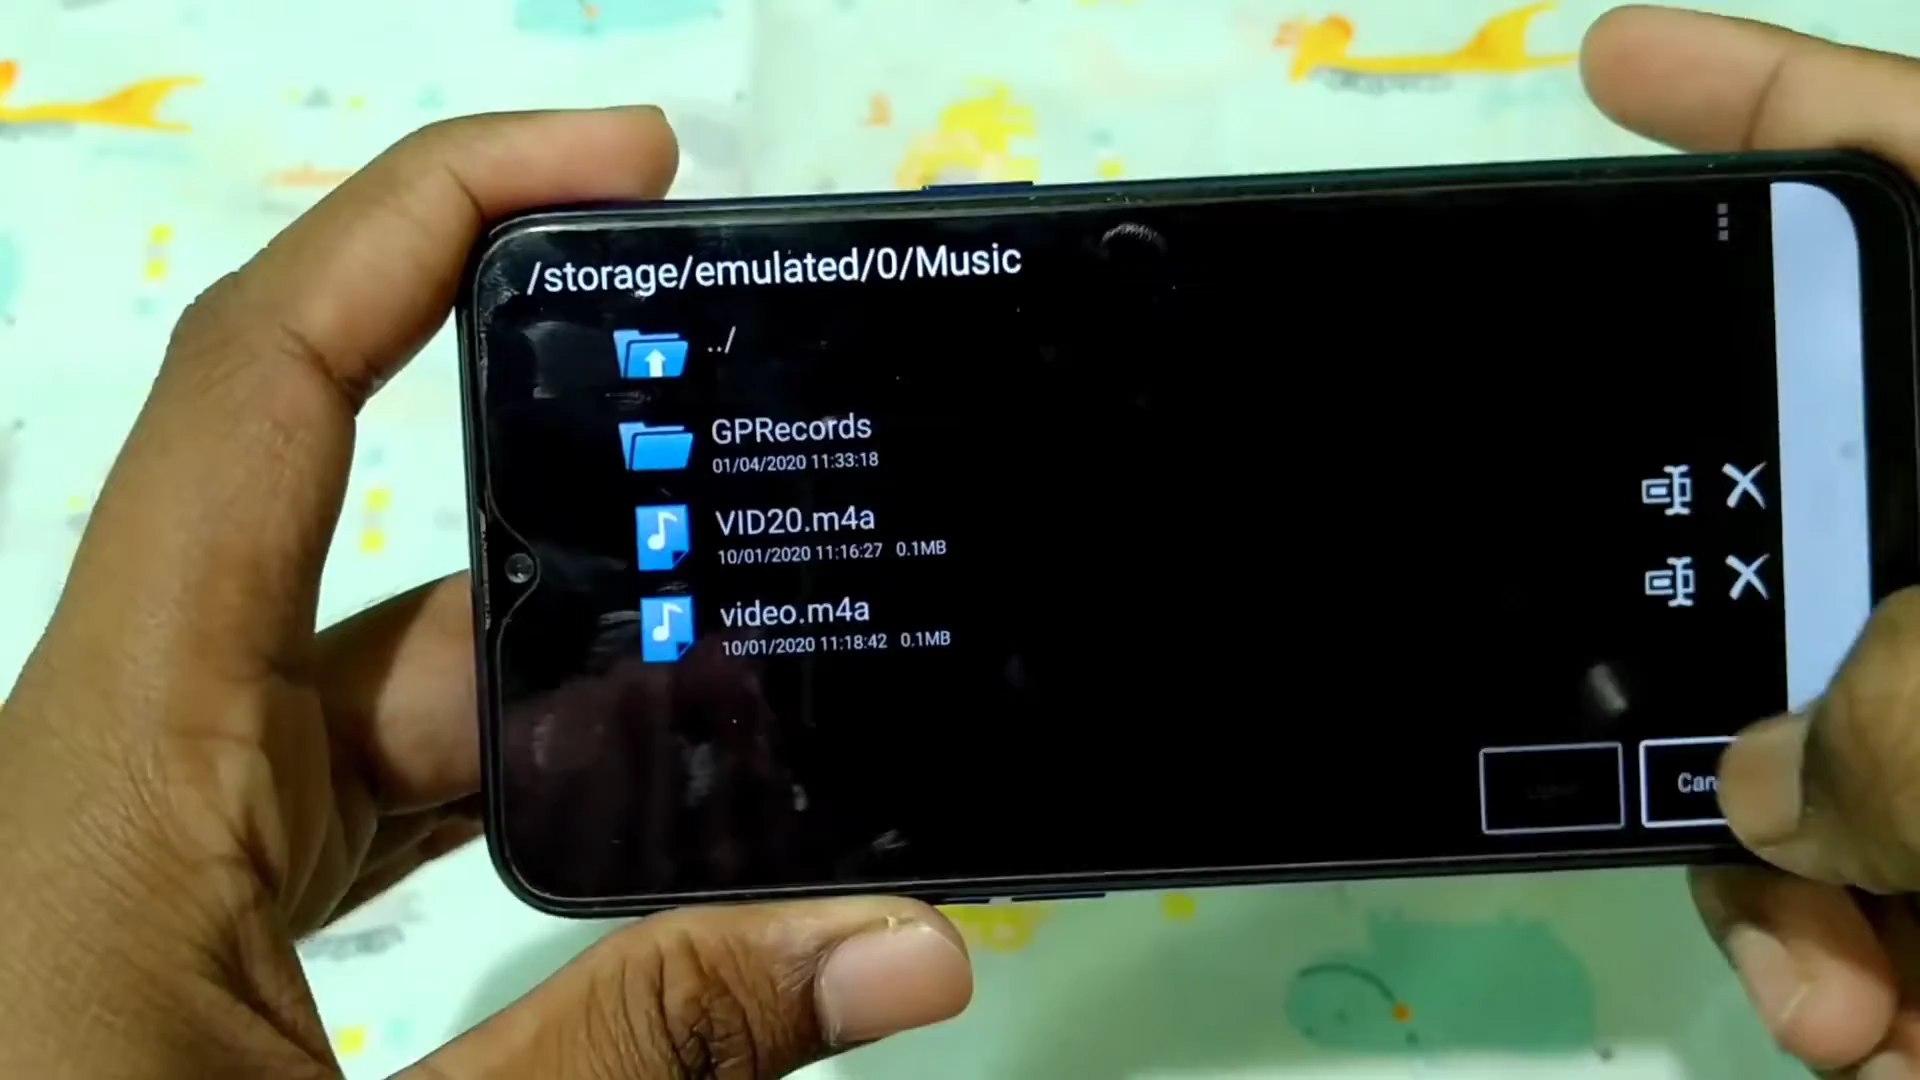 /storage/emulated/0/Music
../
GPRecords
01/04/2020 11:33:18
VID20.m4a
10/01/2020 11:16:27 0.1MB
video.m4a
10/01/2020 11:18:42 0.1MB
Can